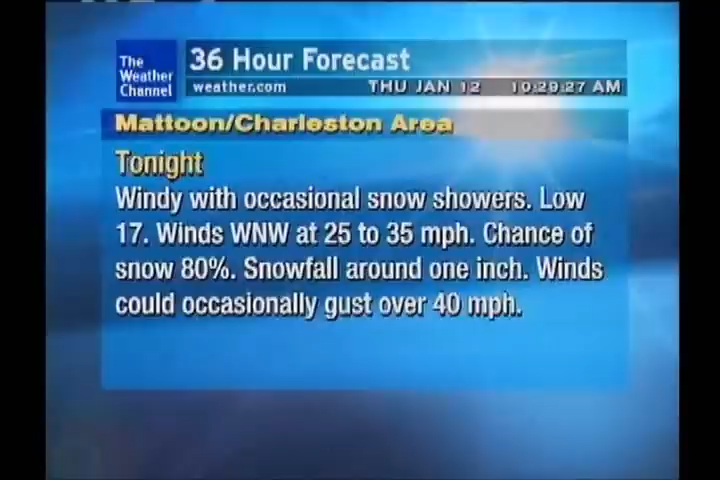 The
Weather
Channel
36 Hour Forecast
weather.com THU JAN 12 10:29:27 AM
Mattoon/Charleston Area
Tonight
Windy with occasional snow showers. Low
17. Winds WNW at 25 to 35 mph. Chance of
snow 80%. Snowfall around one inch. Winds
could occasionally gust over 40 mph.